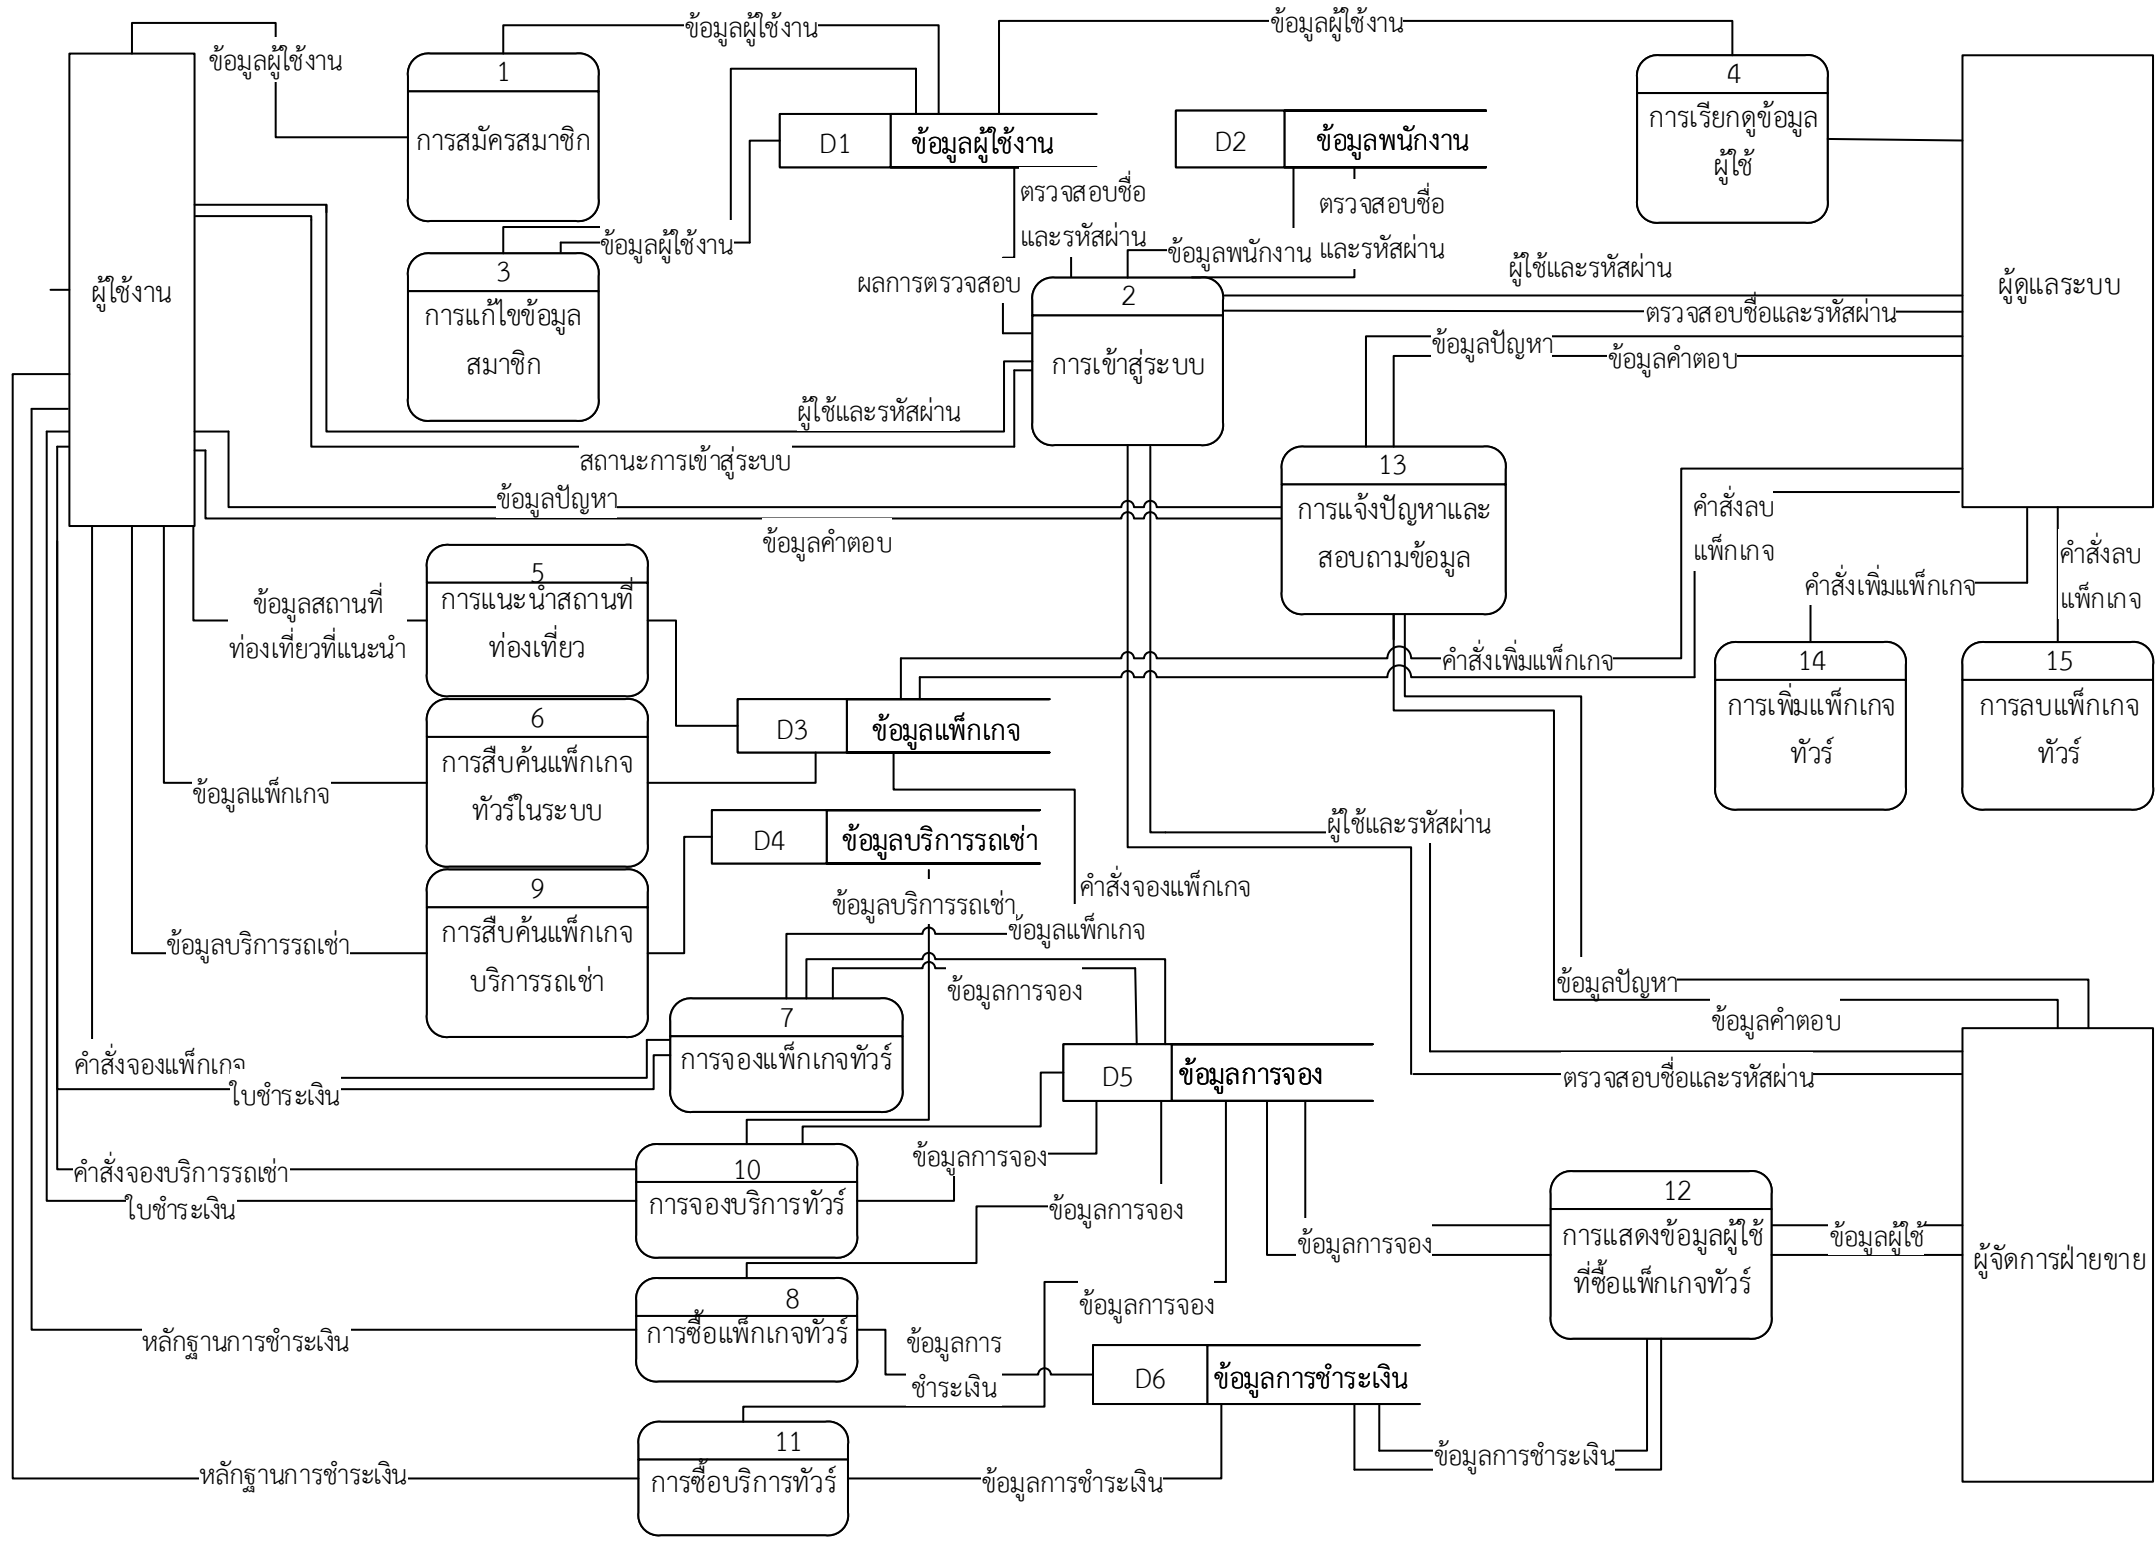 ข้อมูลผู้ใช้งาน
ข้อมูลผู้ใช้งาน
ข้อมูลผู้ใช้งาน
ผู้ใช้งาน
1
การสมัครสมาชิก
D1
ข้อมูลผู้ใช้งาน
D2
ข้อมูลพนักงาน
4
การเรียกดูข้อมูล
ผู้ใช้
ผู้ดูแลระบบ
ข้อมูลผู้ใช้งาน
3
การแก้ไขข้อมูล
สมาชิก
ตรวจสอบชื่อ
และรหัสผ่าน
ข้อมูลพนักงาน
ตรวจสอบชื่อ
และรหัสผ่าน
ผลการตรวจสอบ
2
การเข้าสู่ระบบ
ผู้ใช้และรหัสผ่าน
ตรวจสอบชื่อและรหัสผ่าน
ข้อมูลปัญหา
ข้อมูลคำตอบ
ผู้ใช้และรหัสผ่าน
สถานะการเข้าสู่ระบบ
ข้อมูลปัญหา
ข้อมูลคำตอบ
13
การแจ้งปัญหาและ
สอบถามข้อมูล
คำสั่งลบ
แพ็กเกจ
คำสั่งเพิ่มแพ็กเกจ
คำสั่งลบ
แพ็กเกจ
ข้อมูลสถานที่
ท่องเที่ยวที่แนะนำ
5
การแนะนำสถานที่
ท่องเที่ยว
คำสั่งเพิ่มแพ็กเกจ
14
การเพิ่มแพ็กเกจ
ทัวร์
15
การลบแพ็กเกจ
ทัวร์
D3
ข้อมูลแพ็กเกจ
ข้อมูลแพ็กเกจ
6
การสืบค้นแพ็กเกจ
ทัวร์ในระบบ
D4
ข้อมูลบริการรถเช่า
ผู้ใช้และรหัสผ่าน
ข้อมูลบริการรถเช่า
9
การสืบค้นแพ็กเกจ
บริการรถเช่า
ข้อมูลบริการรถเช่า
คำสั่งจองแพ็กเกจ
ข้อมูลแพ็กเกจ
ข้อมูลการจอง
ข้อมูลปัญหา
ข้อมูลคำตอบ
7
การจองแพ็กเกจทัวร์
คำสั่งจองแพ็กเกจ
ใบชำระเงิน
D5
ข้อมูลการจอง
ตรวจสอบชื่อและรหัสผ่าน
คำสั่งจองบริการรถเช่า
ใบชำระเงิน
10
การจองบริการทัวร์
ข้อมูลการจอง
ข้อมูลการจอง
ข้อมูลการจอง
12
การแสดงข้อมูลผู้ใช้
ที่ซื้อแพ็กเกจทัวร์
ข้อมูลผู้ใช้
ผู้จัดการฝ่ายขาย
ข้อมูลการจอง
8
การซื้อแพ็กเกจทัวร์
หลักฐานการชำระเงิน
ข้อมูลการ
ชำระเงิน
D6
ข้อมูลการชำระเงิน
11
การซื้อบริการทัวร์
หลักฐานการชำระเงิน
ข้อมูลการชำระเงิน
ข้อมูลการชำระเงิน